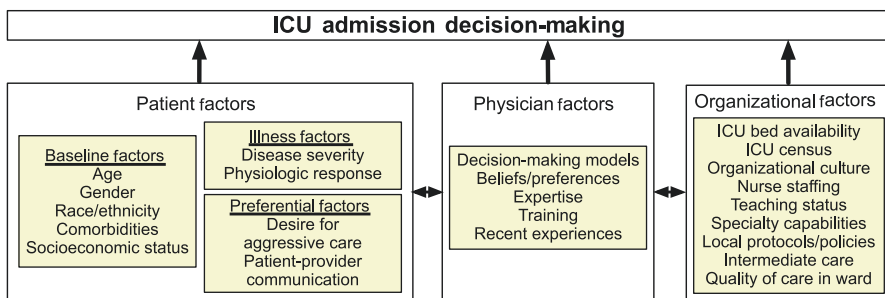 ICU admission decision-making
Patient factors
Baseline factors
Age
Gender
Race/ethnicity
Comorbidities
Socioeconomic status
Illness factors
Disease severity
Physiologic response
Preferential factors
Desire for
aggressive care
Patient-provider
communication
Physician factors
Decision-making models
Beliefs/preferences
Expertise
Training
Recent experiences
Organizational factors
ICU bed availability
ICU census
Organizational culture
Nurse staffing
Teaching status
Specialty capabilities
Local protocols/policies
Intermediate care
Quality of care in ward